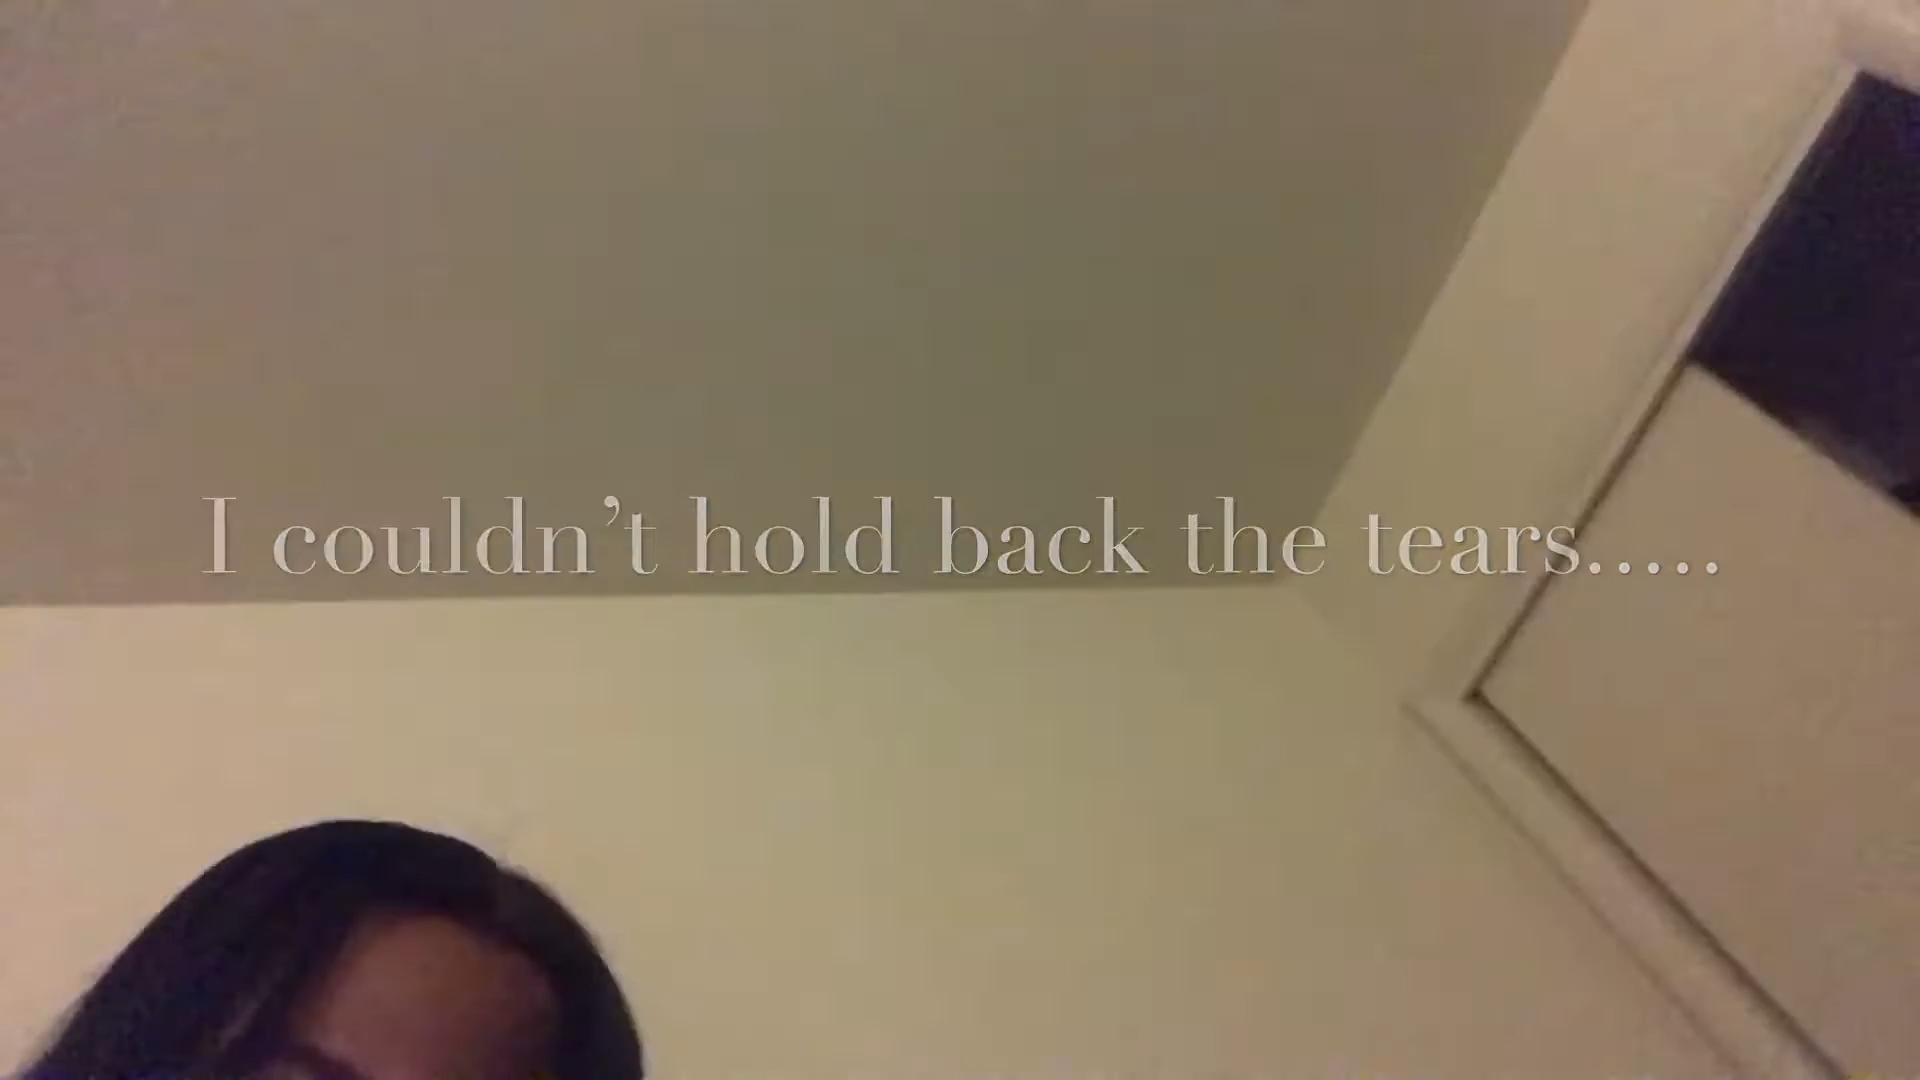 I couldn’t hold back the tears.....